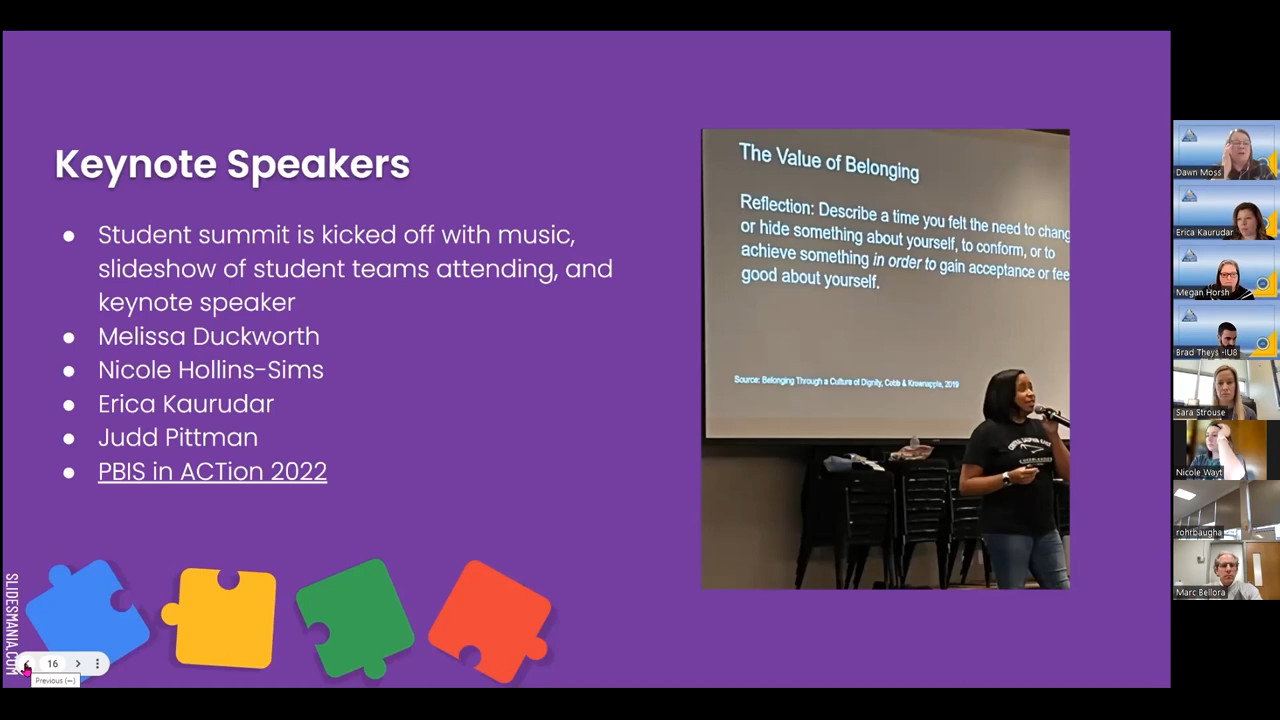 Keynote Speakers
Student summit is kicked off with music,
slideshow of student teams attending, and
keynote speaker
Melissa Duckworth
Nicole Hollins-Sims
Erica Kaurudar
Judd Pittman
PBIS in ACTion 2022
The Value of Belonging
Reflection: Describe a time you felt the need to chang
or hide something about yourself, to conform, or to
achieve something in order to gain acceptance or fee
good about yourself.
Source: Belonging Through a Culture of Dignity, Cobb & Krownapple, 2019
SLIDESMANIA.COM
16
Previous (←)
Dawn Moss
Erica Kaurudar
Megan Horsh
Brad Theys -IU8
Sara Strouse
Nicole Wayt
rohrbaugha
Marc Bellora